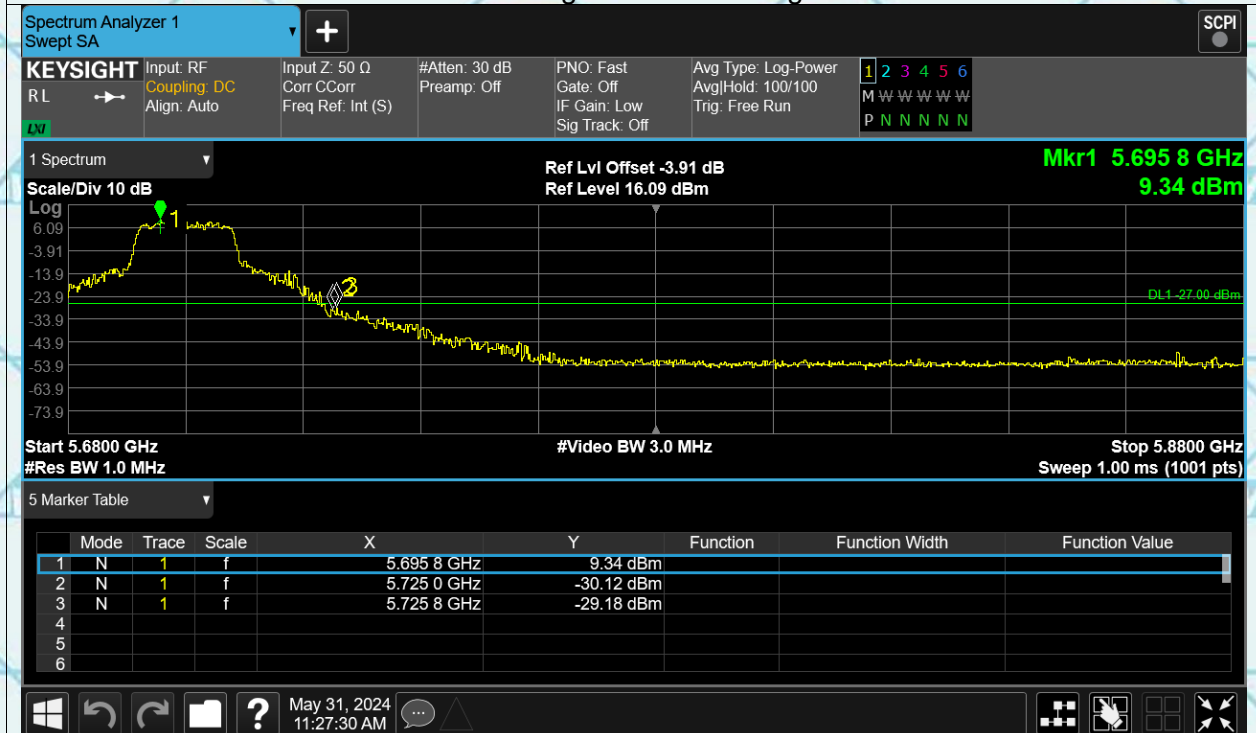 Spectrum Analyzer 1
Swept SA
+
SCPI
KEYSIGHT
RL
LXI
Input: RF
Coupling: DC
Align: Auto
Input Z: 50 Ω
Corr CCorr
Freq Ref: Int (S)
#Atten: 30 dB
Preamp: Off
PNO: Fast
Gate: Off
IF Gain: Low
Sig Track: Off
Avg Type: Log-Power
Avg|Hold: 100/100
Trig: Free Run
1 2 3 4 5 6
M W W W W W
P N N N N N
1 Spectrum
Scale/Div 10 dB
Ref Lvl Offset -3.91 dB
Ref Level 16.09 dBm
Mkr1 5.695 8 GHz
9.34 dBm
Log
6.09
-3.91
-13.9
-23.9
-33.9
-43.9
-53.9
-63.9
-73.9
1
3
DL1 -27.00 dBm
Start 5.6800 GHz
#Video BW 3.0 MHz
Stop 5.8800 GHz
#Res BW 1.0 MHz
Sweep 1.00 ms (1001 pts)
5 Marker Table
Mode Trace Scale X Y Function Function Width Function Value
1 N 1 f 5.695 8 GHz 9.34 dBm
2 N 1 f 5.725 0 GHz -30.12 dBm
3 N 1 f 5.725 8 GHz -29.18 dBm
4
5
6
?
May 31, 2024
11:27:30 AM